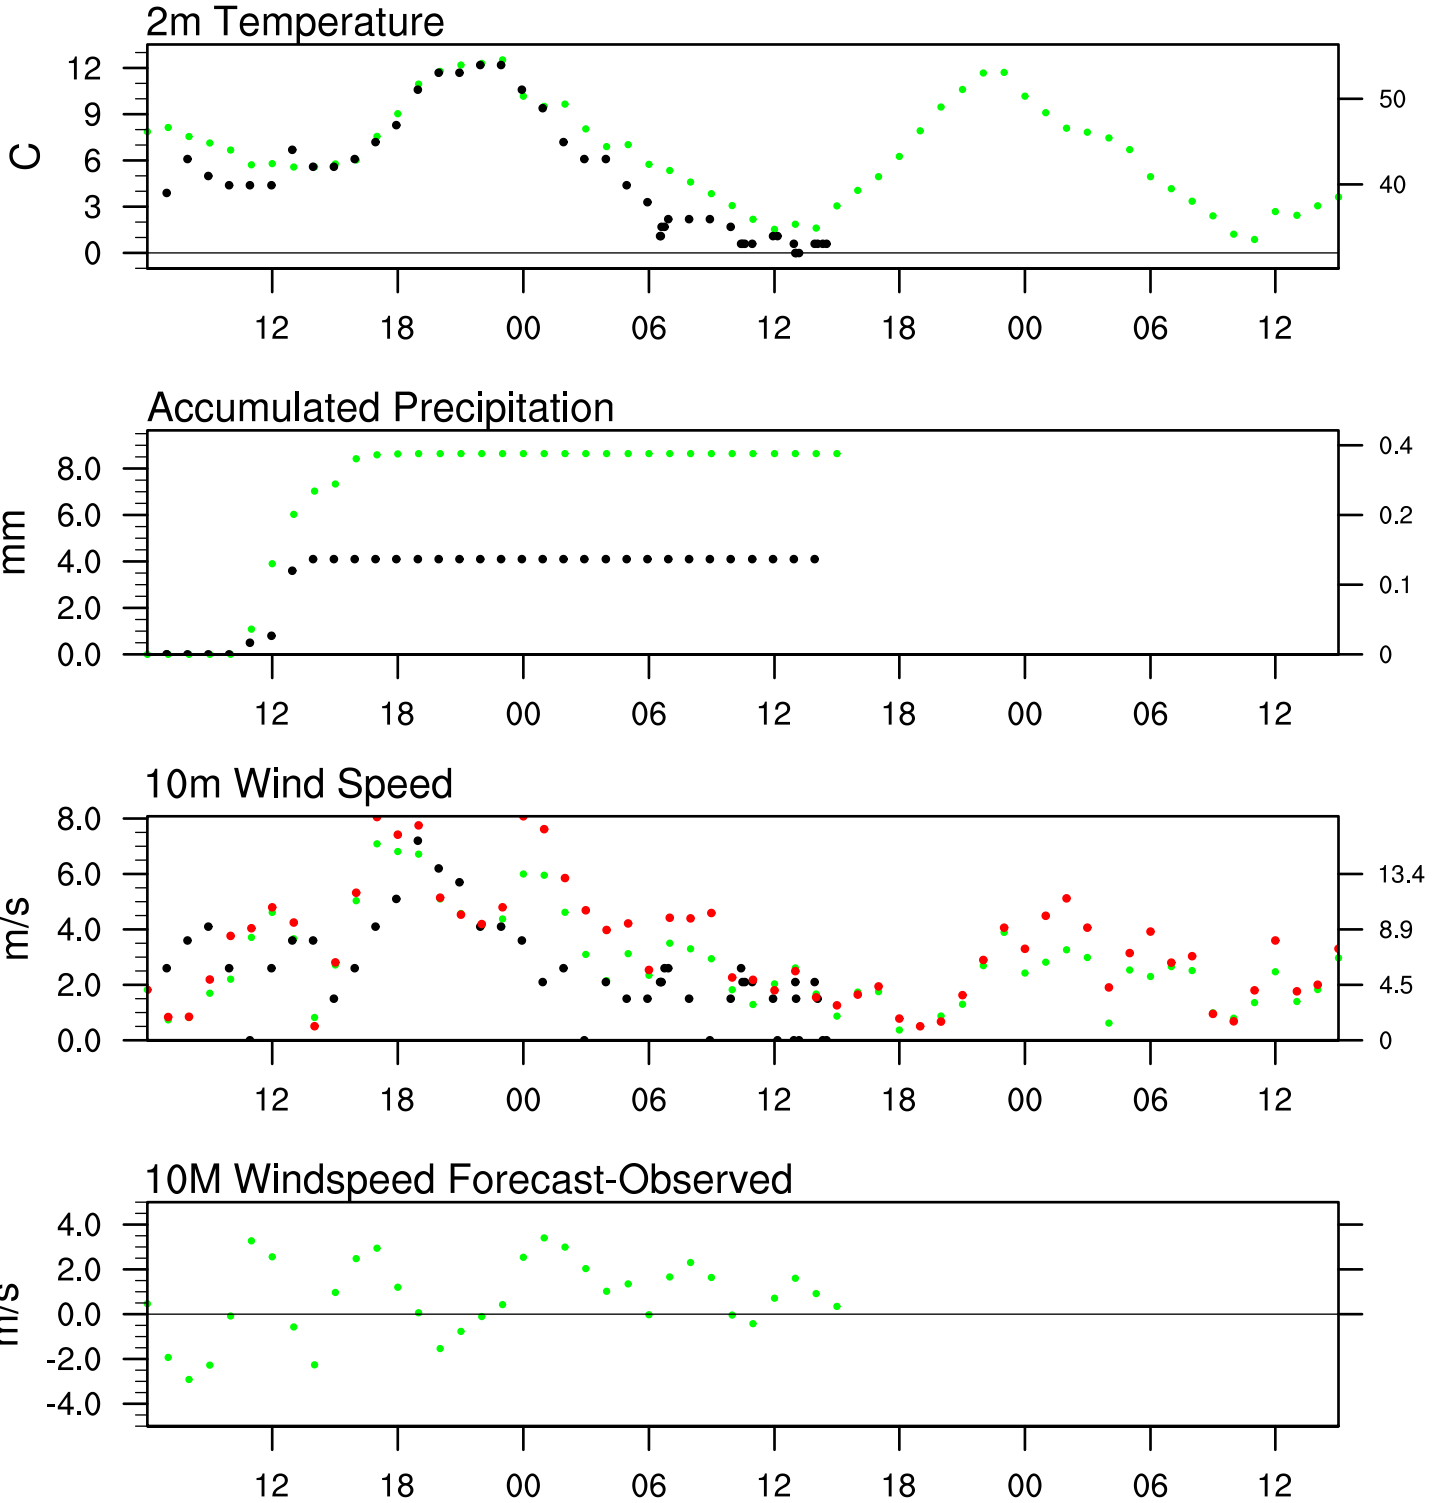 2m Temperature
12
9
6
3
0
C
50
40
12 18 00 06 12 18 00 06 12
Accumulated Precipitation
8.0
6.0
4.0
2.0
0.0
mm
0.4
0.2
0.1
0
12 18 00 06 12 18 00 06 12
10m Wind Speed
8.0
6.0
4.0
2.0
0.0
m/s
13.4
8.9
4.5
0
12 18 00 06 12 18 00 06 12
10M Windspeed Forecast-Observed
4.0
2.0
0.0
-2.0
-4.0
m/s
12 18 00 06 12 18 00 06 12